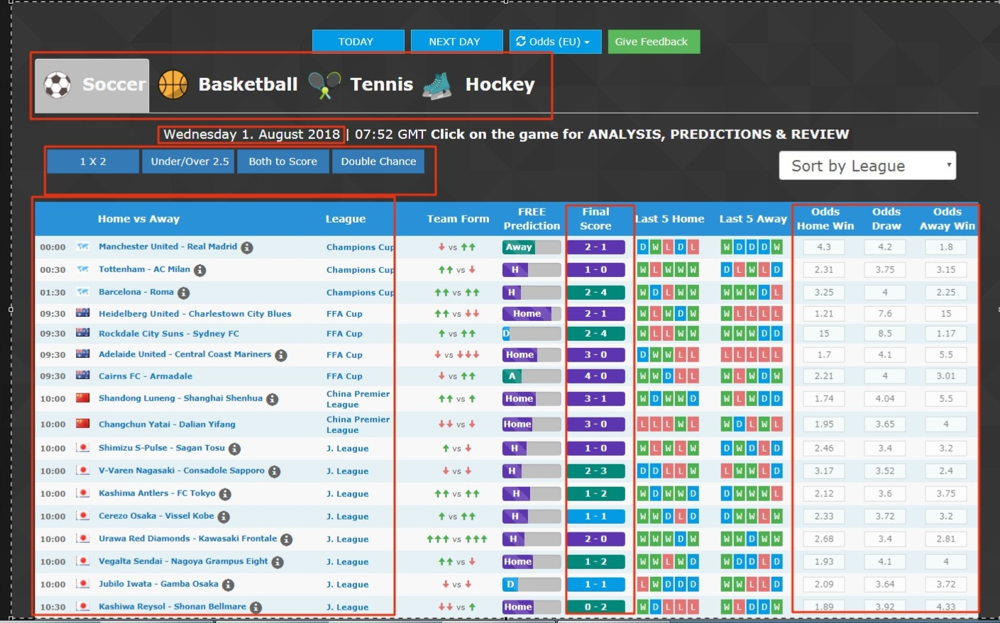 TODAY NEXT DAY Odds (EU) Give Feedback
Soccer Basketball Tennis Hockey
Wednesday 1. August 2018 | 07:52 GMT Click on the game for ANALYSIS, PREDICTIONS & REVIEW
1 X 2 Under/Over 2.5 Both to Score Double Chance
Sort by League
Home vs Away League Team Form FREE Prediction Final Score Last 5 Home Last 5 Away Odds Home Win Odds Draw Odds Away Win
00:00 Manchester United - Real Madrid Champions Cup vs Away 2 - 1 D W L D L W D D D W 4.3 4.2 1.8
00:30 Tottenham - AC Milan Champions Cup vs H 1 - 0 W L W W W D L W L D 2.31 3.75 3.15
01:30 Barcelona - Roma Champions Cup vs H 2 - 4 W D L W W W W W D L 3.25 4 2.25
09:30 Heidelberg United - Charlestown City Blues FFA Cup vs Home 2 - 1 W L W D W W L L L L 1.21 7.6 15
09:30 Rockdale City Suns - Sydney FC FFA Cup vs D 2 - 4 W L L W W W W W D D 15 8.5 1.17
09:30 Adelaide United - Central Coast Mariners FFA Cup vs Home 3 - 0 D W W L L L L L L L 1.7 4.1 5.5
09:30 Cairns FC - Armadale FFA Cup vs A 4 - 0 W W D L L W L W D W 2.21 4 3.01
10:00 Shandong Luneng - Shanghai Shenhua China Premier League vs Home 3 - 1 W D W W D W L W D D 1.74 4.04 5.5
10:00 Changchun Yatai - Dalian Yifang China Premier League vs Home 3 - 0 L L L W L W D L W L 1.95 3.65 4
10:00 Shimizu S-Pulse - Sagan Tosu J. League vs H 1 - 0 W L W L W D W D L D 2.46 3.4 3.2
10:00 V-Varen Nagasaki - Consadole Sapporo J. League vs H 2 - 3 D D L L W L W W L D 3.17 3.52 2.4
10:00 Kashima Antlers - FC Tokyo J. League vs H 1 - 2 W D W W D D W W W L 2.12 3.6 3.75
10:00 Cerezo Osaka - Vissel Kobe J. League vs H 1 - 1 W W D L D D W W L W 2.33 3.72 3.2
10:00 Urawa Red Diamonds - Kawasaki Frontale J. League vs H 2 - 0 W W W D W W W D W W 2.68 3.4 2.81
10:00 Vegalta Sendai - Nagoya Grampus Eight J. League vs Home 1 - 2 W W L W D W D D L D 1.93 4.1 4
10:00 Jubilo Iwata - Gamba Osaka J. League vs D 1 - 1 L W D D D W W L L D 2.09 3.64 3.72
10:30 Kashiwa Reysol - Shonan Bellmare J. League vs Home 0 - 2 W D L L L W L D D W 1.89 3.92 4.33